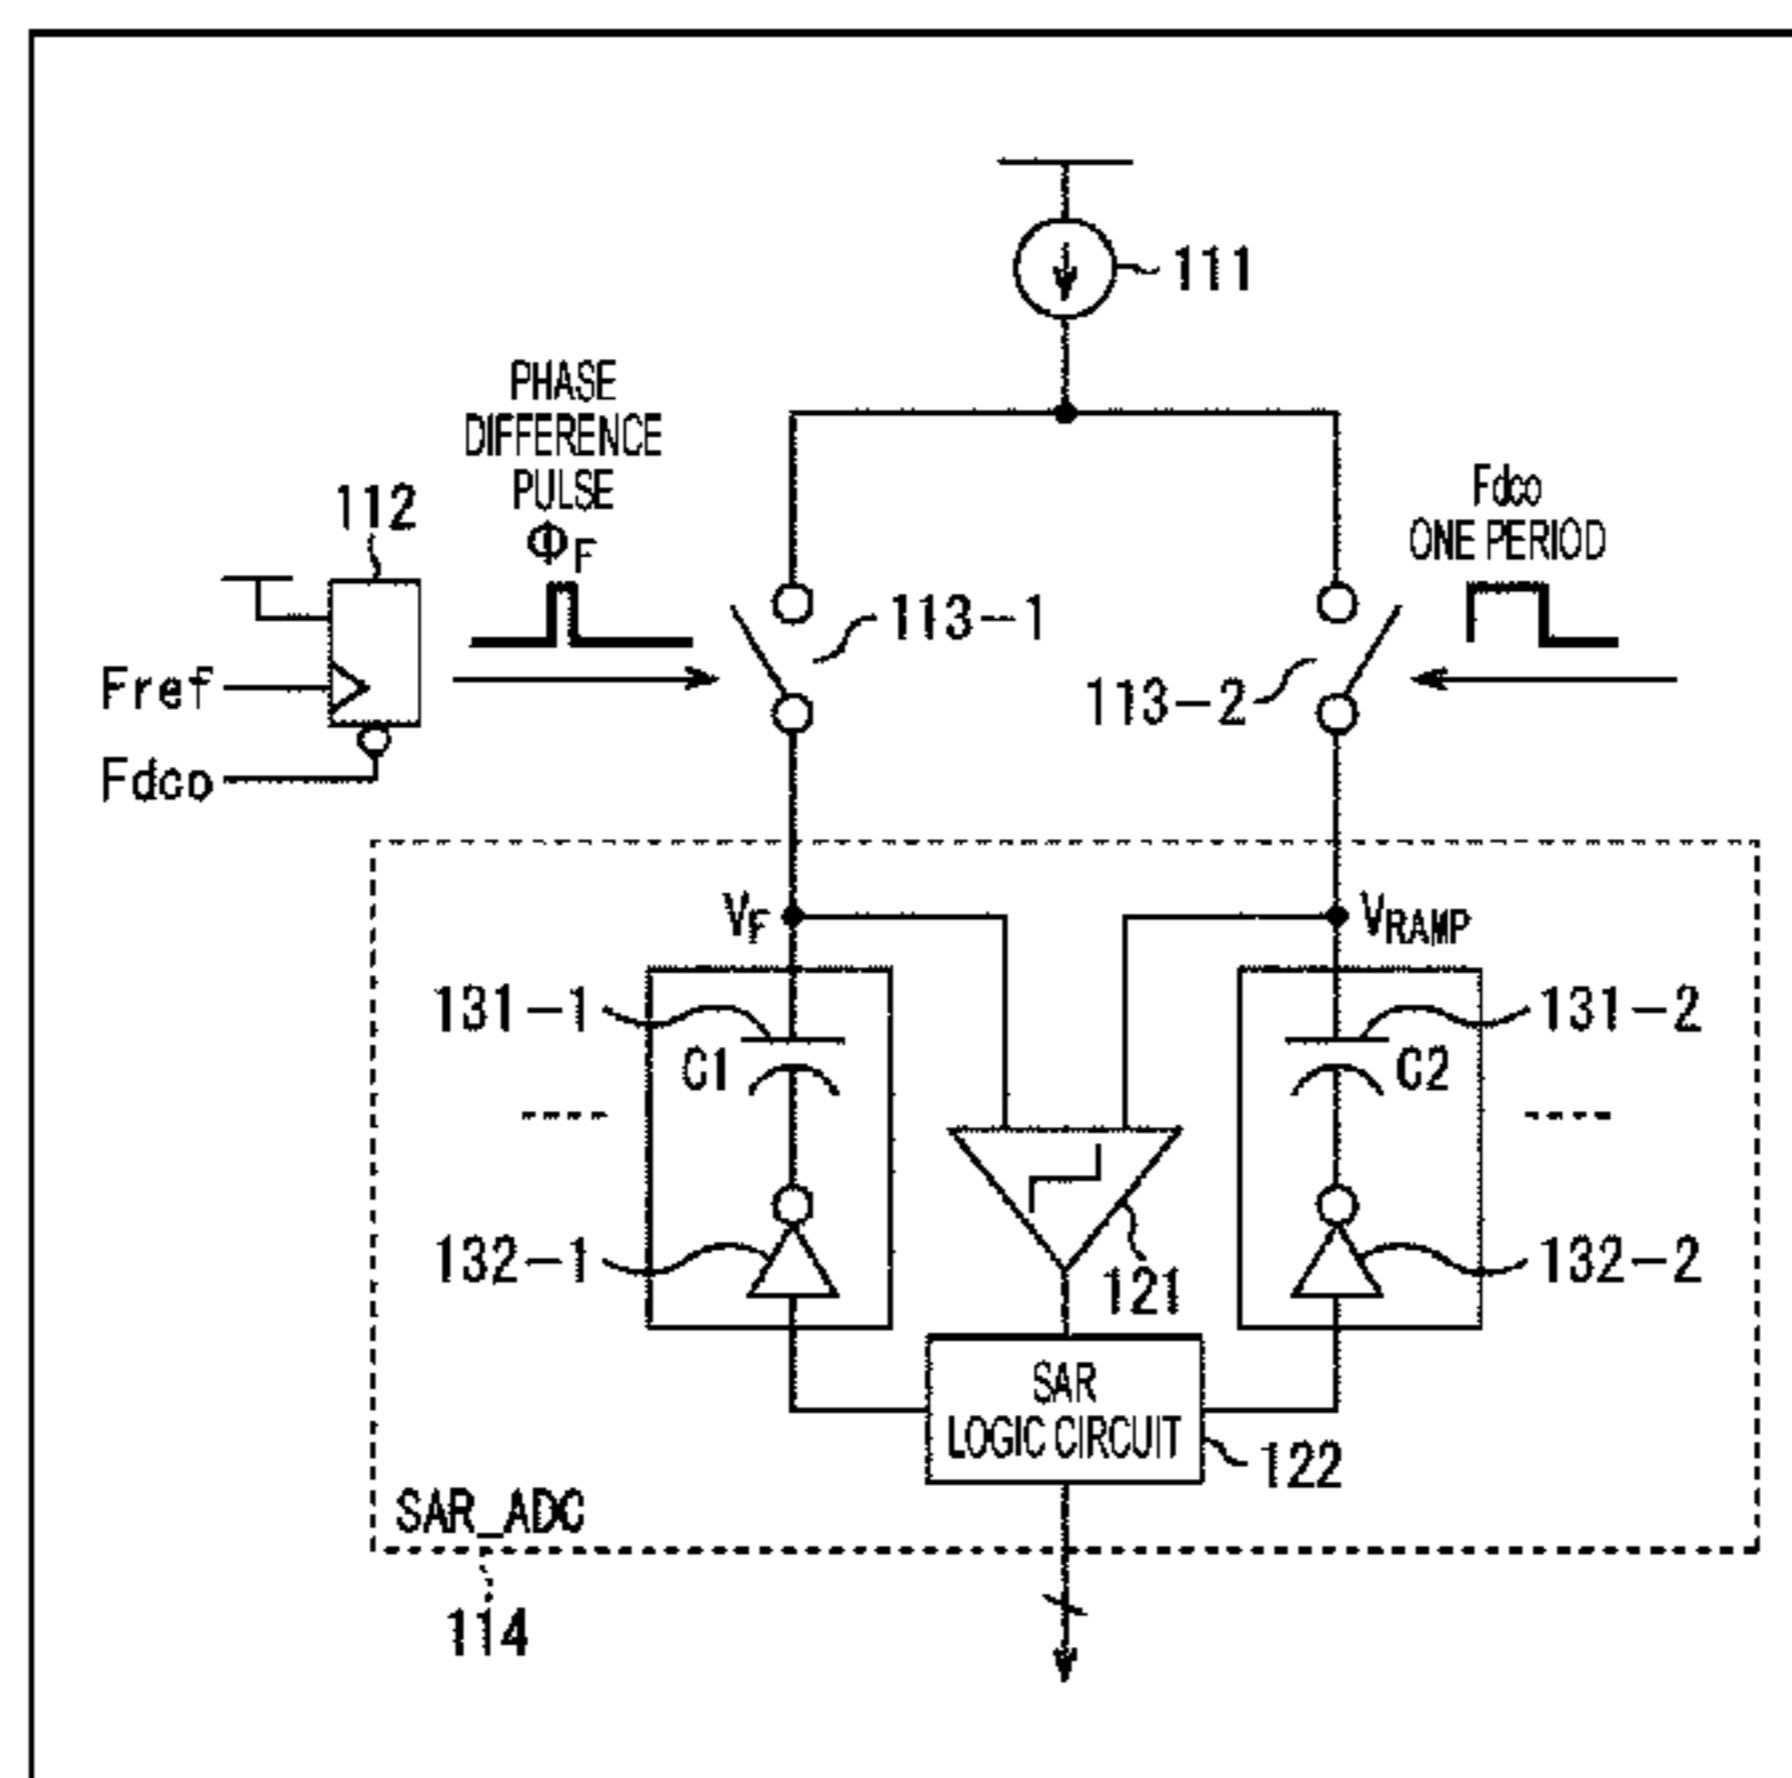 111
PHASE
DIFFERENCE
PULSE
ΦF
112
Fdco
ONE PERIOD
113-1
113-2
Fref
Fdco
VF
VRAMP
131-1
C1
131-2
C2
132-1
121
132-2
SAR
LOGIC CIRCUIT
122
SAR_ADC
114